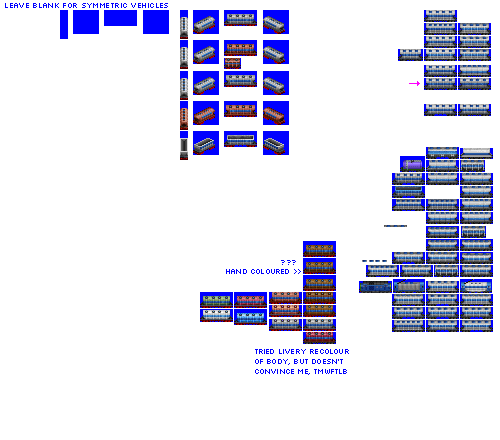 LEAVE BLANK FOR SYMMETRIC VEHICLES
???
HAND COLOURED >>
TRIED LIVERY RECOLOUR
OF BODY, BUT DOESN'T
CONVINCE ME, TMWFTLB